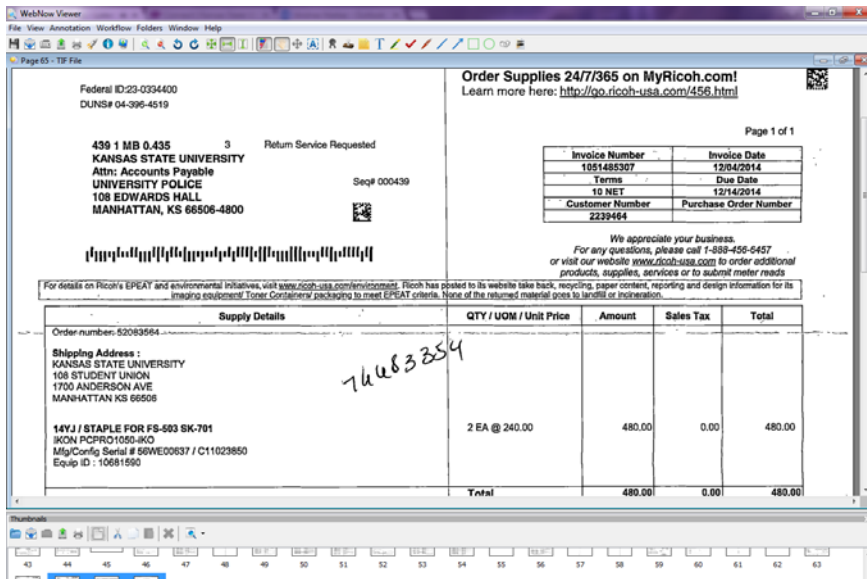 WebNow Viewer
File View Annotation Workflow Folders Window Help
Page 65 - TIF File
Federal ID:23-0334400
DUNS# 04-396-4519
Order Supplies 24/7/365 on MyRicoh.com!
Learn more here: http://go.ricoh-usa.com/456.html
Page 1 of 1
439 1 MB 0.435 3 Return Service Requested
KANSAS STATE UNIVERSITY
Attn: Accounts Payable
UNIVERSITY POLICE Seq# 000439
108 EDWARDS HALL
MANHATTAN, KS 66506-4800
Invoice Number Invoice Date
1051485307 12/04/2014
Terms Due Date
10 NET 12/14/2014
Customer Number Purchase Order Number
2239464
We appreciate your business.
For any questions, please call 1-888-456-6457
or visit our website www.ricoh-usa.com to order additional
products, supplies, services or to submit meter reads
For details on Ricoh's EPEAT and environmental initiatives, visit www.ricoh-usa.com/environment. Ricoh has posted to its website take back, recycling, paper content, reporting and design information for its
imaging equipment/ Toner Containers/ packaging to meet EPEAT criteria. None of the returned material goes to landfill or incineration.
Supply Details QTY / UOM / Unit Price Amount Sales Tax Total
Order number: 52083564
Shipping Address :
KANSAS STATE UNIVERSITY
108 STUDENT UNION
1700 ANDERSON AVE
MANHATTAN KS 66506
14YJ / STAPLE FOR FS-503 SK-701 2 EA @ 240.00 480.00 0.00 480.00
IKON PCPRO1050-IKO
Mfg/Config Serial # 56WE00637 / C11023850
Equip ID : 10681590
Total 480.00 0.00 480.00
Thumbnails
43 44 45 46 47 48 49 50 51 52 53 54 55 56 57 58 59 60 61 62 63